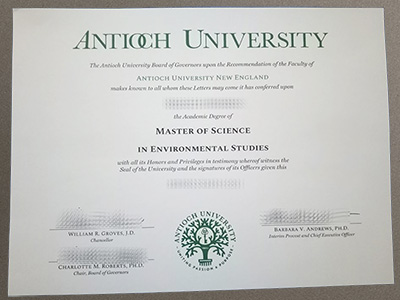 ANTIOCH UNIVERSITY
The Antioch University Board of Governors upon the Recommendation of the Faculty of
ANTIOCH UNIVERSITY NEW ENGLAND
makes known to all whom these Letters may come it has conferred upon
the Academic Degree of
MASTER OF SCIENCE
IN ENVIRONMENTAL STUDIES
with all its Honors and Privileges in testimony whereof witness the
Seal of the University and the signatures of its Officers given this
WILLIAM R. GROVES, J.D.
Chancellor
CHARLOTTE M. ROBERTS, PH.D.
Chair, Board of Governors
ANTIOCH UNIVERSITY
UNITING PASSION & PURPOSE
BARBARA V. ANDREWS, PH.D.
Interim Provost and Chief Executive Officer